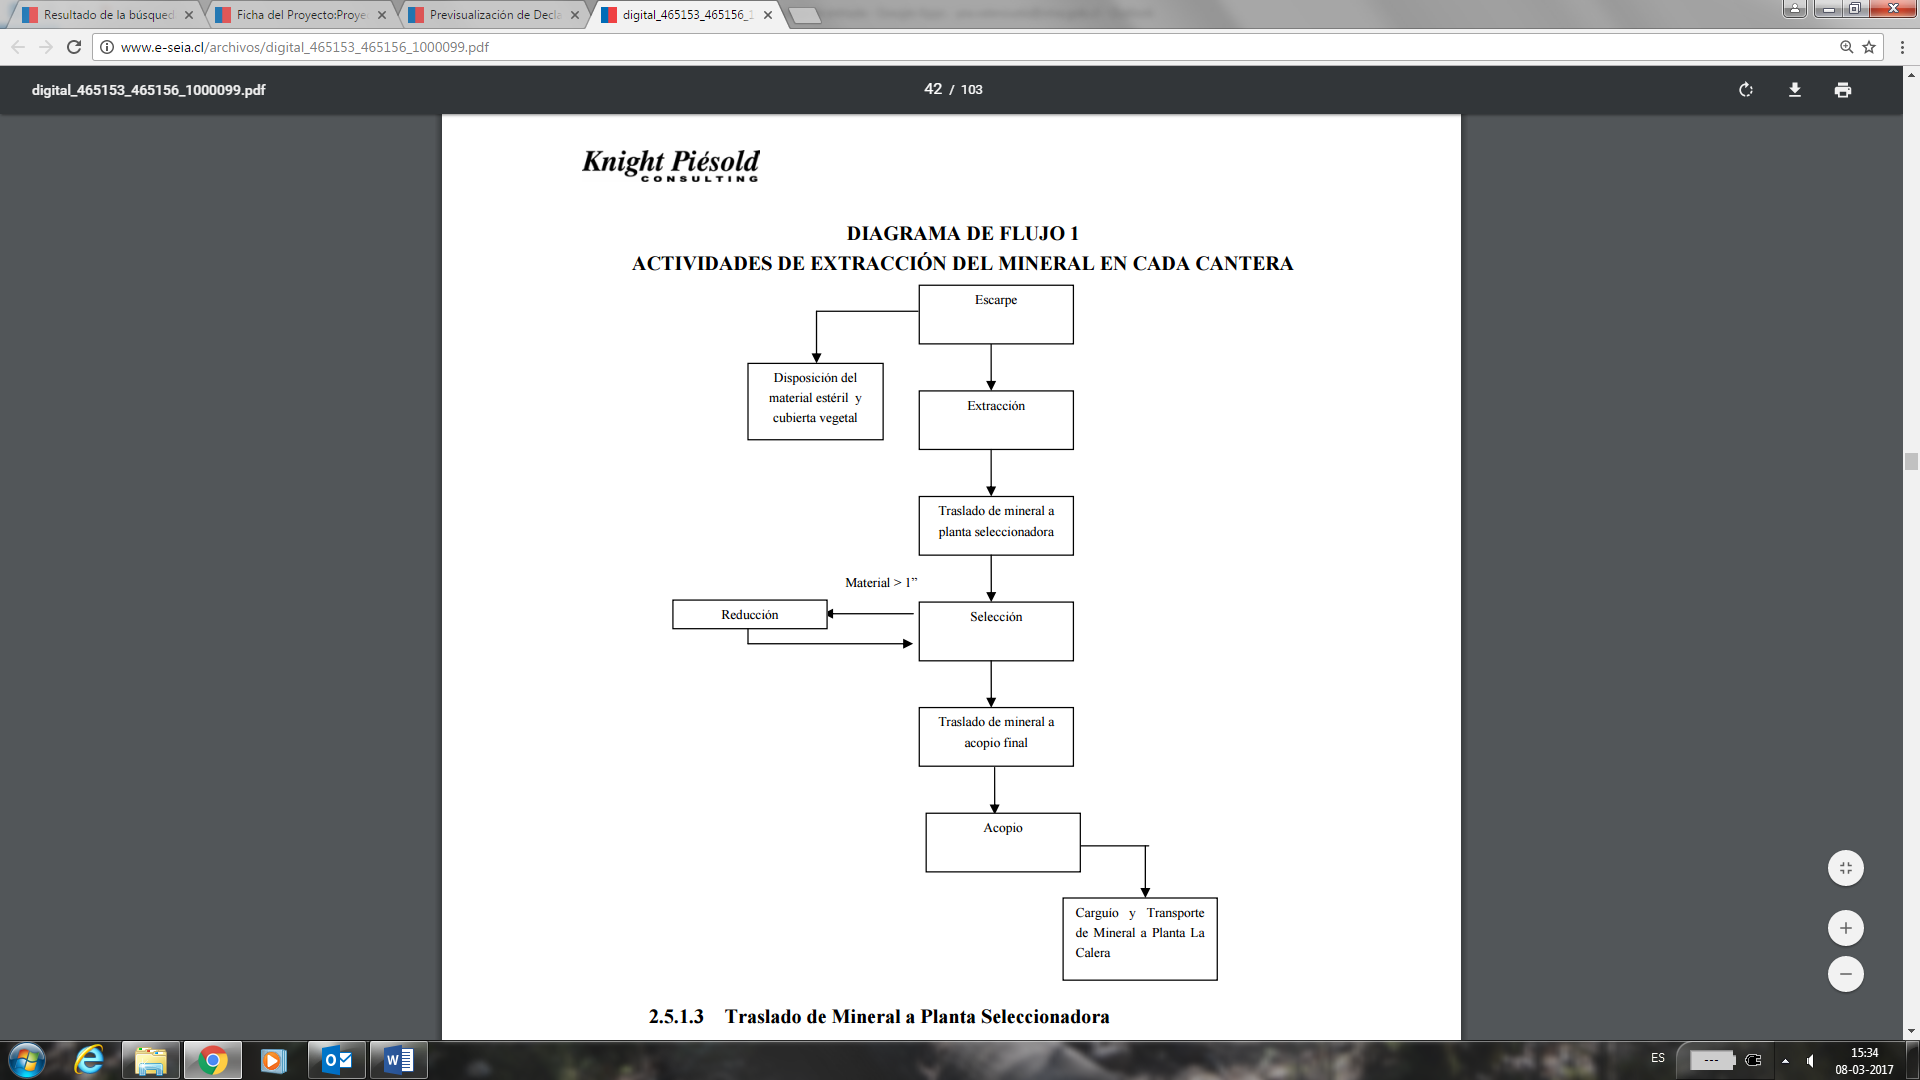 Resultado de la búsqued
Ficha del Proyecto:Proye
Previsualización de Decla
digital_465153_465156_1
www.e-seia.cl/archivos/digital_465153_465156_1000099.pdf
digital_465153_465156_1000099.pdf
42 / 103
Knight Piésold
CONSULTING
DIAGRAMA DE FLUJO 1
ACTIVIDADES DE EXTRACCIÓN DEL MINERAL EN CADA CANTERA
Escarpe
Disposición del
material estéril y
cubierta vegetal
Extracción
Traslado de mineral a
planta seleccionadora
Material > 1”
Reducción
Selección
Traslado de mineral a
acopio final
Acopio
Carguío y Transporte
de Mineral a Planta La
Calera
2.5.1.3 Traslado de Mineral a Planta Seleccionadora
ES
15:34
08-03-2017